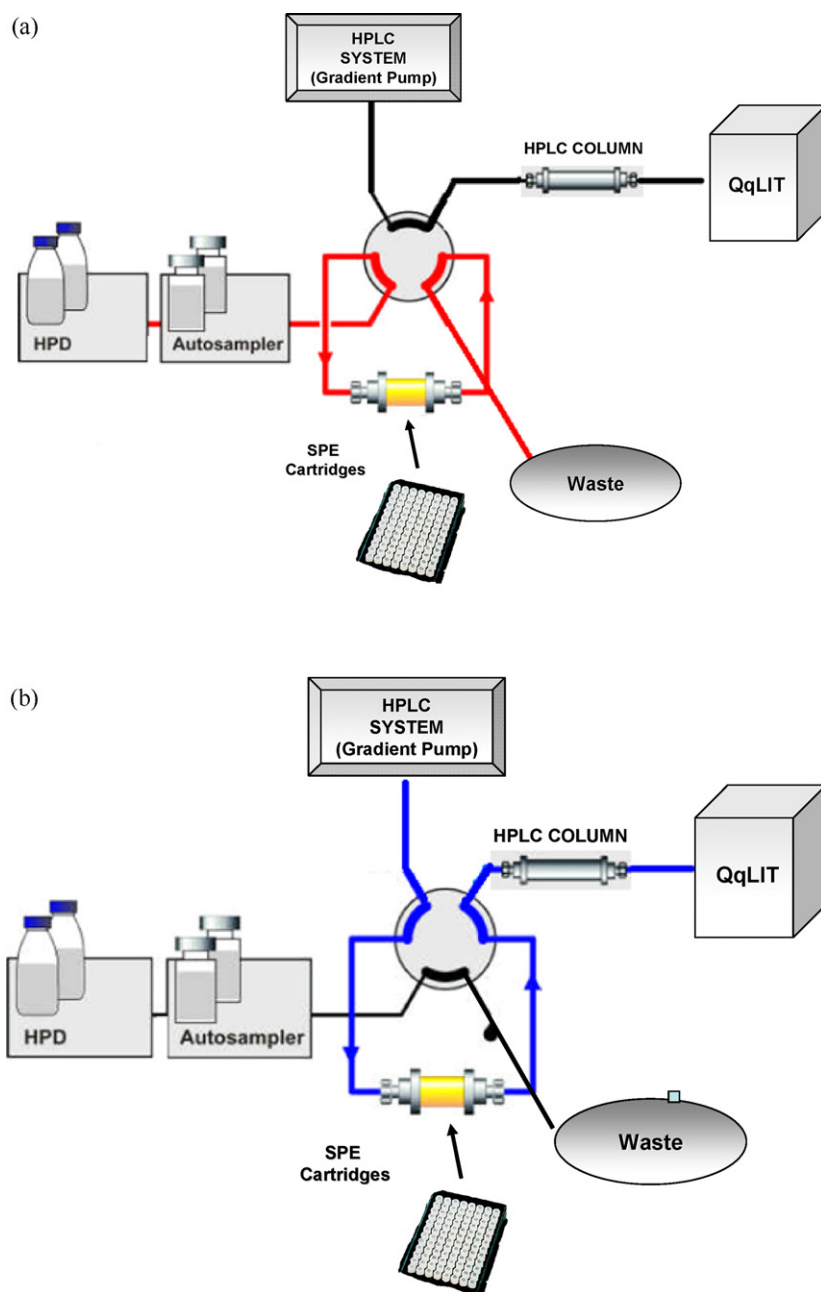 (a)
HPLC
SYSTEM
(Gradient Pump)
HPLC COLUMN
QqLIT
HPD
Autosampler
SPE
Cartridges
Waste
(b)
HPLC
SYSTEM
(Gradient Pump)
HPLC COLUMN
QqLIT
HPD
Autosampler
SPE
Cartridges
Waste